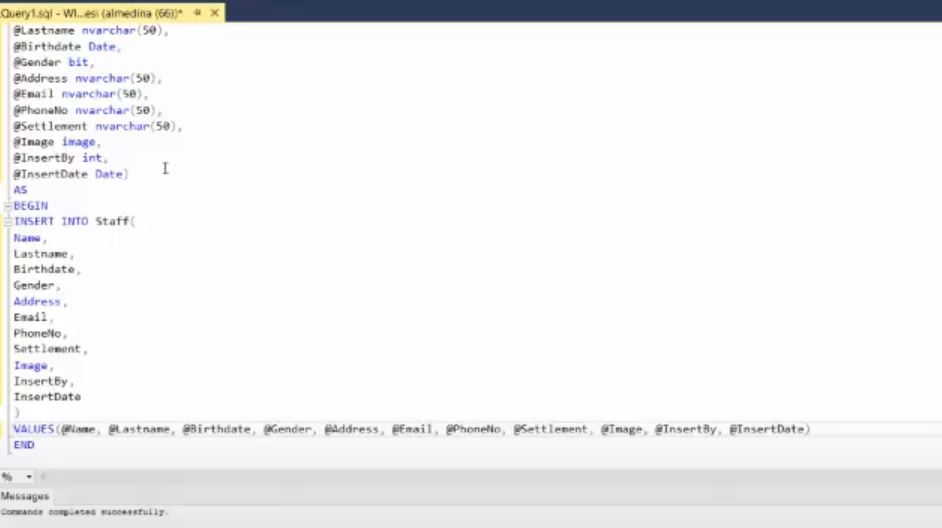 Query1.sql - WI...esi (almedina (66))*
@Lastname nvarchar(50),
@Birthdate Date,
@Gender bit,
@Address nvarchar(50),
@Email nvarchar(50),
@PhoneNo nvarchar(50),
@Settlement nvarchar(50),
@Image image,
@InsertBy int,
@InsertDate Date)
AS
BEGIN
INSERT INTO Staff(
Name,
Lastname,
Birthdate,
Gender,
Address,
Email,
PhoneNo,
Settlement,
Image,
InsertBy,
InsertDate
)
VALUES(@Name, @Lastname, @Birthdate, @Gender, @Address, @Email, @PhoneNo, @Settlement, @Image, @InsertBy, @InsertDate)
END
%
Messages
Commands completed successfully.